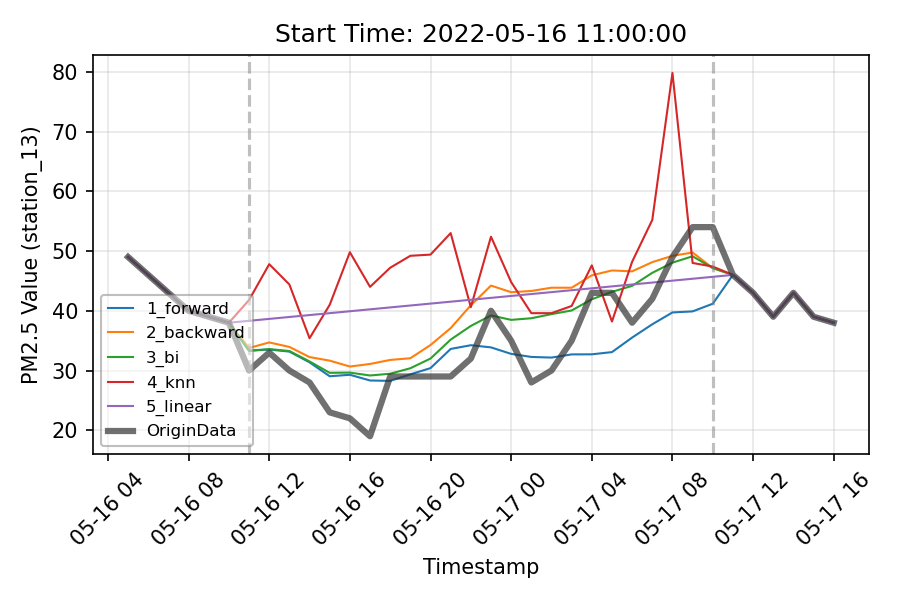 Start Time: 2022-05-16 11:00:00
PM2.5 Value (station_13)
80
70
60
50
40
30
20
1_forward
2_backward
3_bi
4_knn
5_linear
OriginData
05-16 04
05-16 08
05-16 12
05-16 16
05-16 20
05-17 00
05-17 04
05-17 08
05-17 12
05-17 16
Timestamp